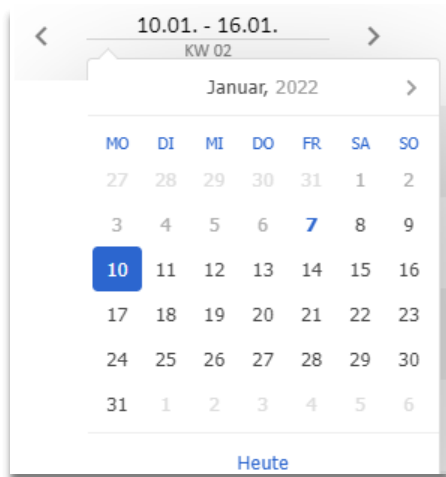 10.01. - 16.01.
KW 02
Januar, 2022
MO DI MI DO FR SA SO
27 28 29 30 31 1 2
3 4 5 6 7 8 9
10 11 12 13 14 15 16
17 18 19 20 21 22 23
24 25 26 27 28 29 30
31 1 2 3 4 5 6
Heute